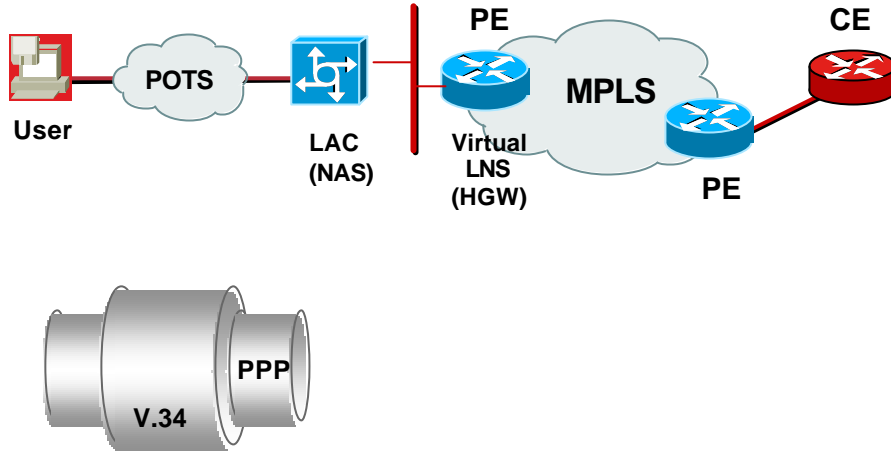 PE
CE
POTS
MPLS
User
LAC
(NAS)
Virtual
LNS
(HGW)
PE
PPP
V.34